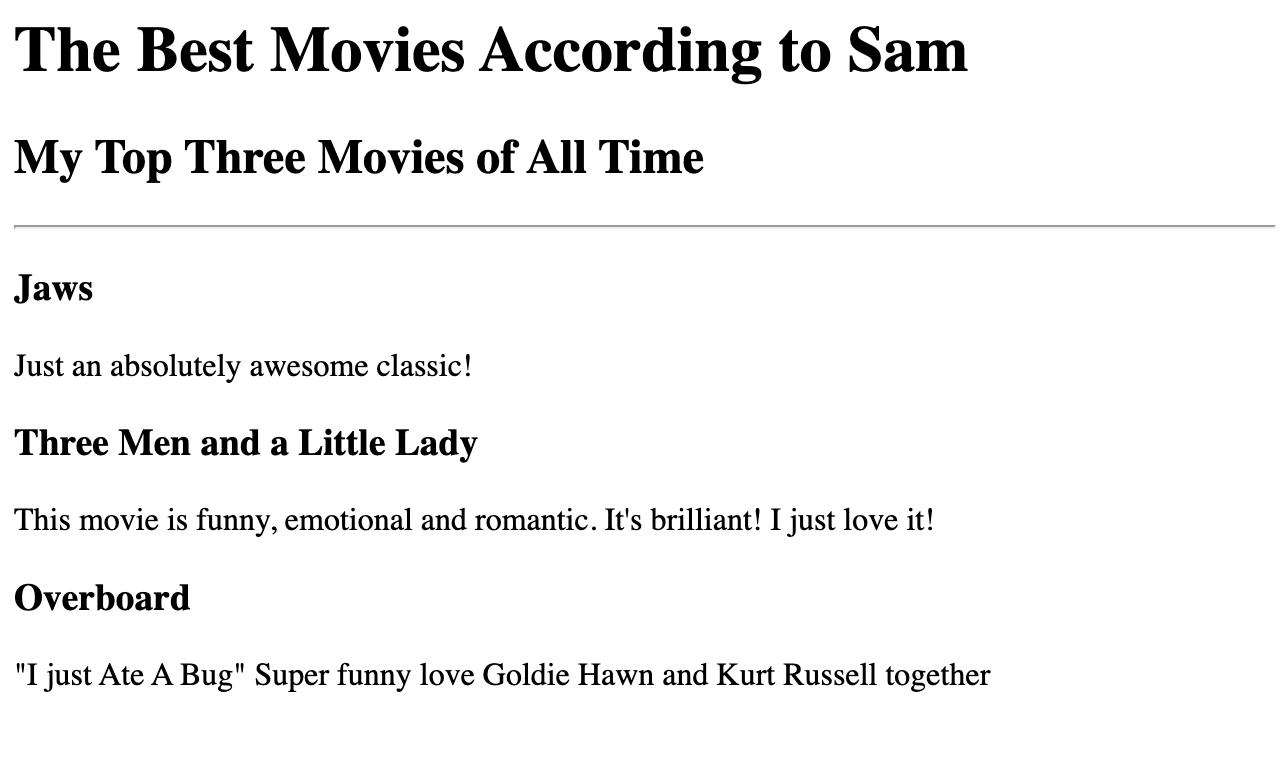 The Best Movies According to Sam
My Top Three Movies of All Time
Jaws
Just an absolutely awesome classic!
Three Men and a Little Lady
This movie is funny, emotional and romantic. It's brilliant! I just love it!
Overboard
"I just Ate A Bug" Super funny love Goldie Hawn and Kurt Russell together